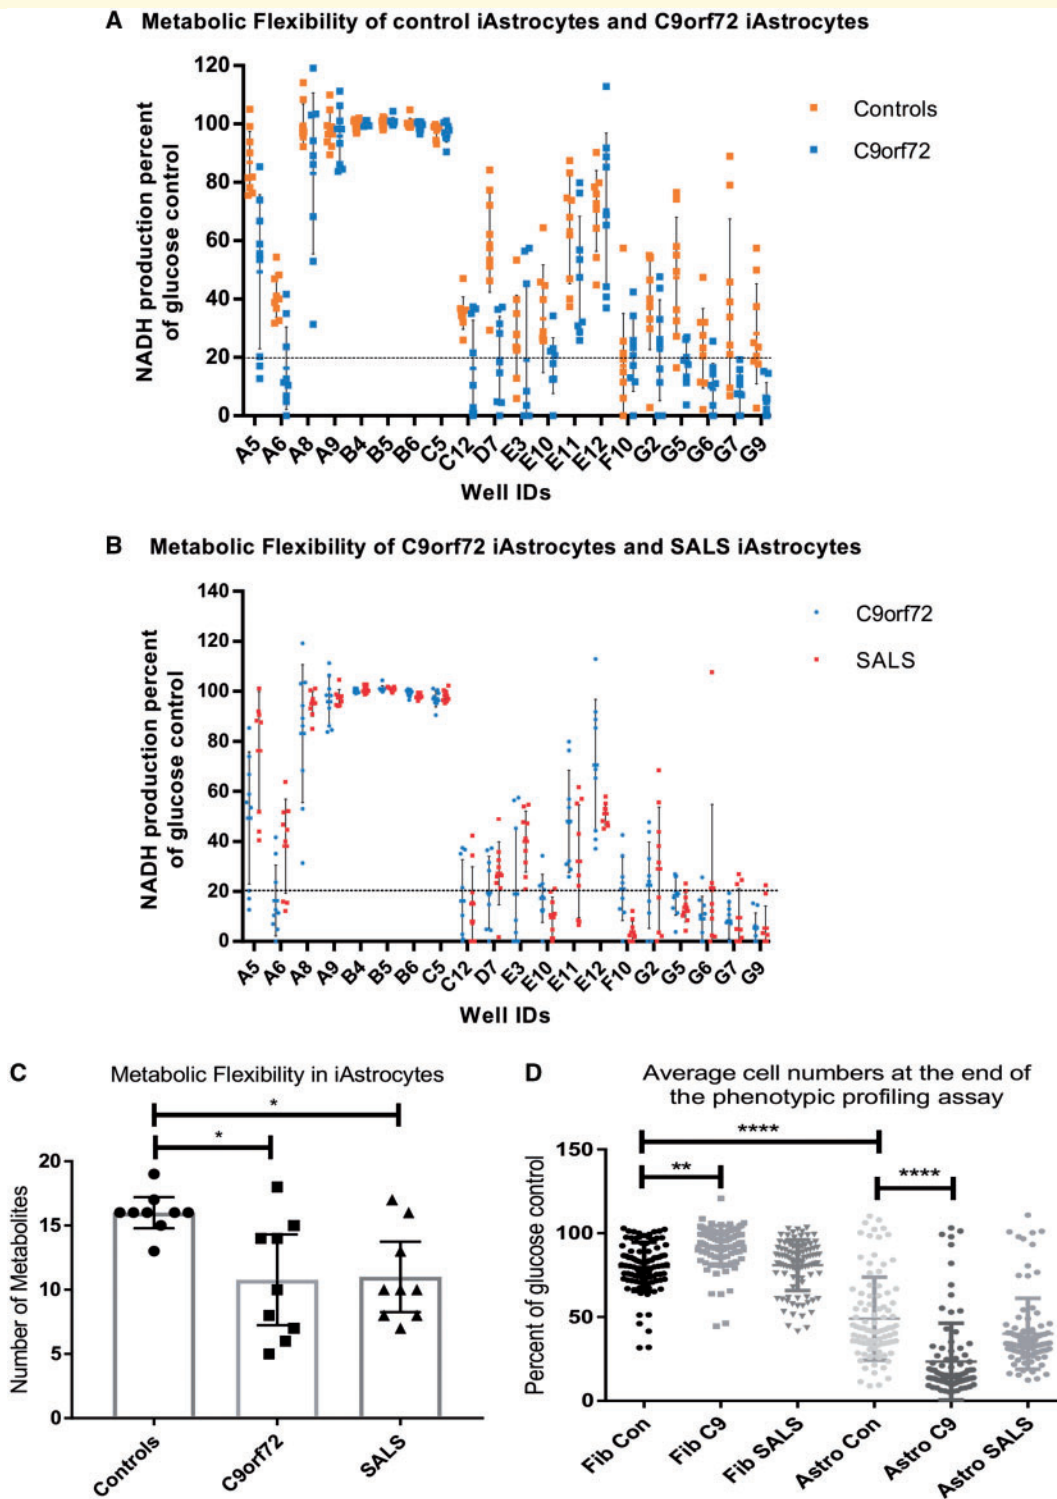 A Metabolic Flexibility of control iAstrocytes and C9orf72 iAstrocytes
NADH production percent
of glucose control
120
100
80
60
40
20
0
Controls
C9orf72
A5 A6 A8 A9 B4 B5 B6 C5 C12 D7 E3 E10 E11 E12 F10 G2 G5 G6 G7 G9
Well IDs
B Metabolic Flexibility of C9orf72 iAstrocytes and SALS iAstrocytes
NADH production percent
of glucose control
140
120
100
80
60
40
20
0
C9orf72
SALS
A5 A6 A8 A9 B4 B5 B6 C5 C12 D7 E3 E10 E11 E12 F10 G2 G5 G6 G7 G9
Well IDs
C Metabolic Flexibility in iAstrocytes
*
*
Number of Metabolites
20
15
10
5
0
Controls C9orf72 SALS
D Average cell numbers at the end of
the phenotypic profiling assay
****
** ****
Percent of glucose control
150
100
50
0
Fib Con Fib C9 Fib SALS Astro Con Astro C9 Astro SALS